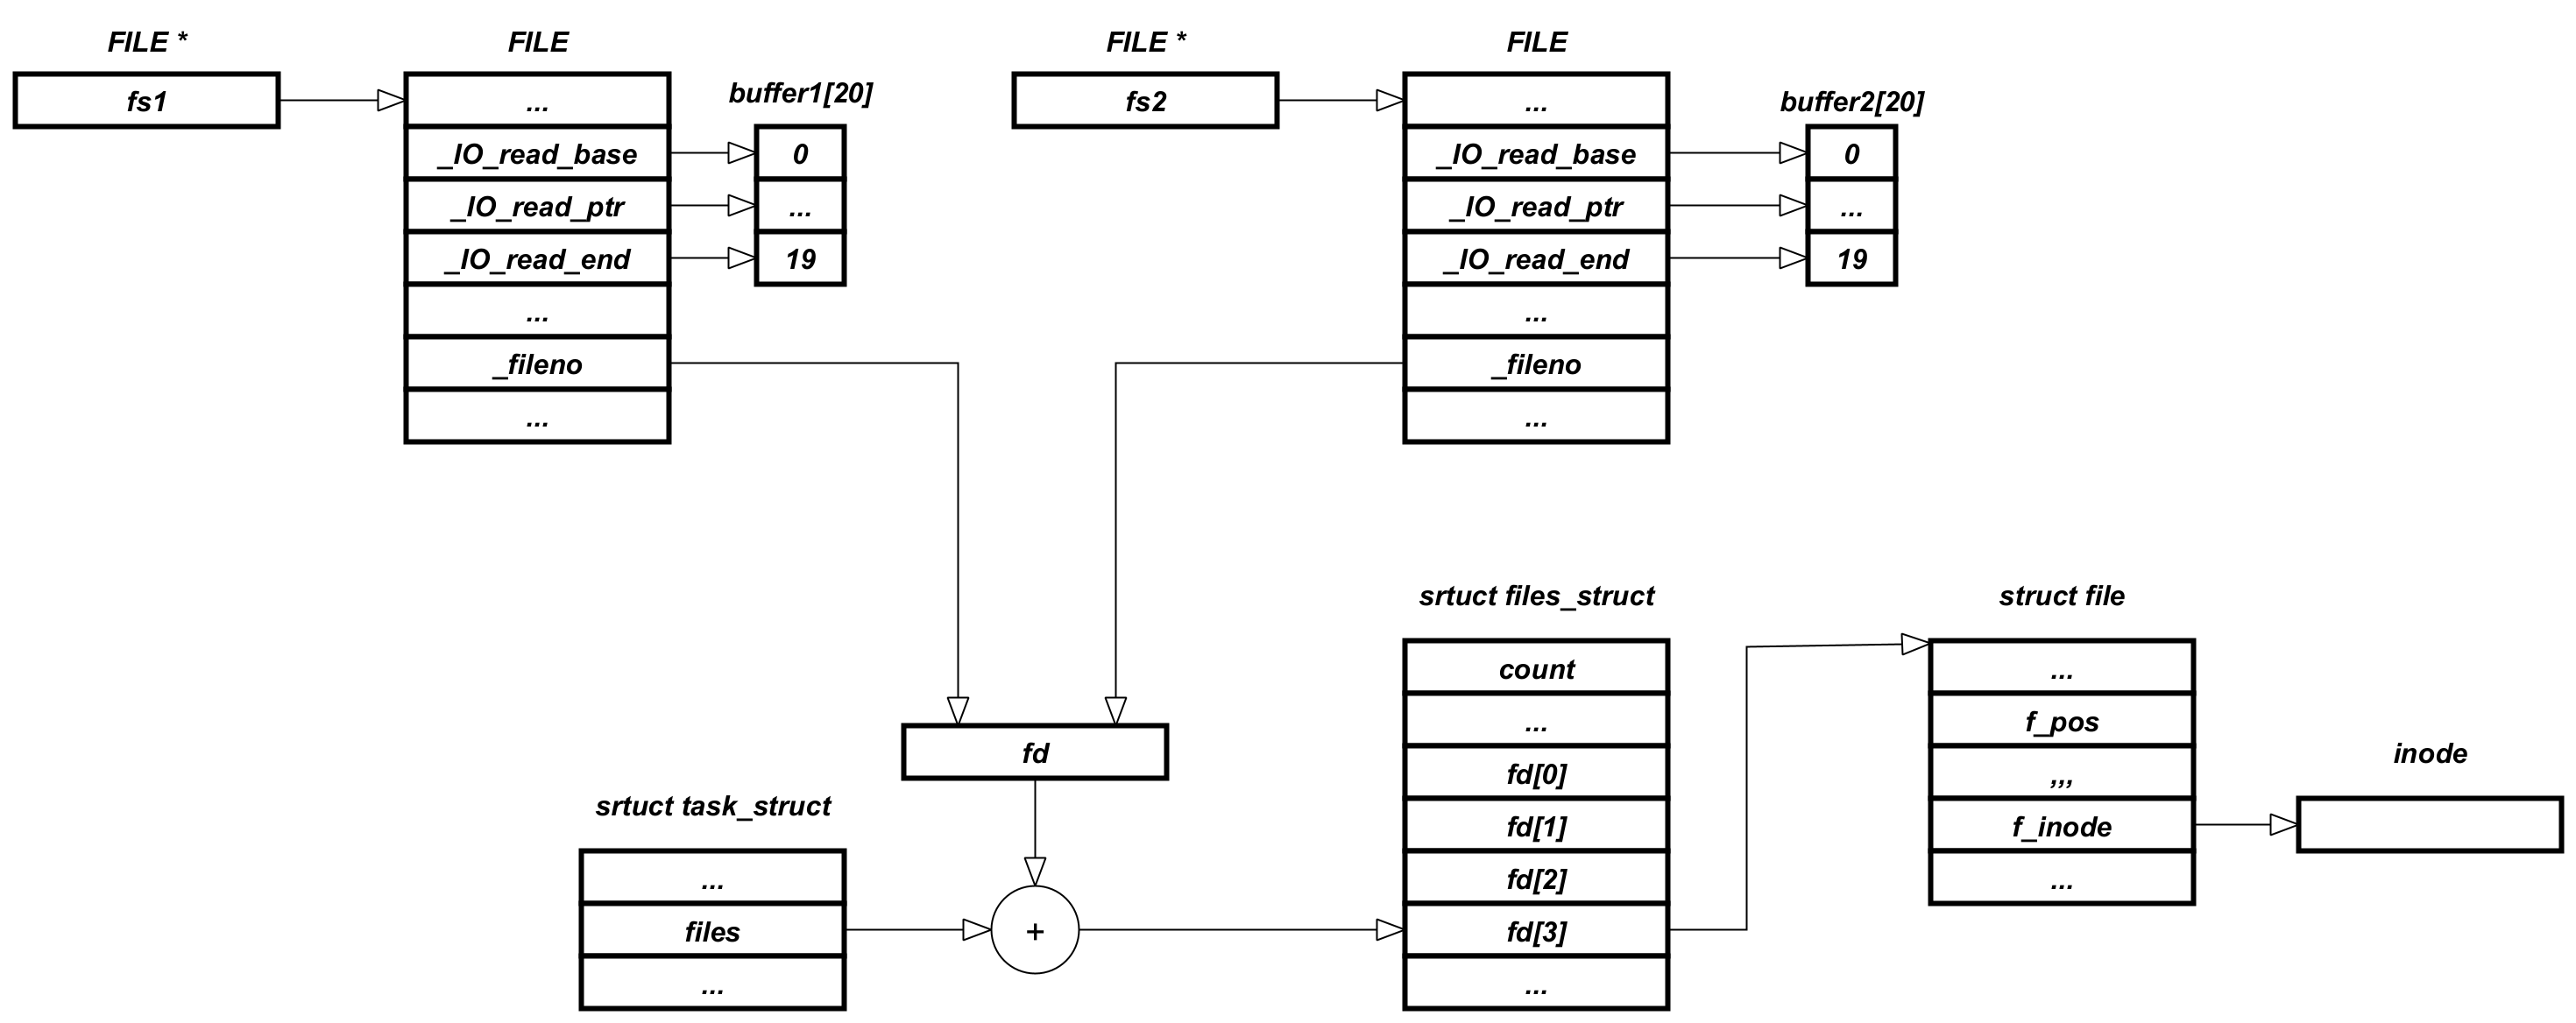 FILE *
FILE
fs1
buffer1[20]
...
_IO_read_base
_IO_read_ptr
_IO_read_end
...
_fileno
...
0
...
19
FILE *
FILE
fs2
buffer2[20]
...
_IO_read_base
_IO_read_ptr
_IO_read_end
...
_fileno
...
0
...
19
fd
srtuct task_struct
...
files
...
+
srtuct files_struct
count
...
fd[0]
fd[1]
fd[2]
fd[3]
...
struct file
...
f_pos
,,,
f_inode
...
inode